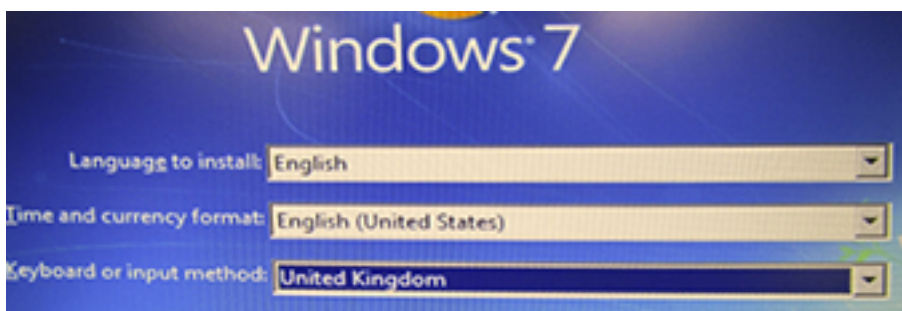 Windows 7
Language to install: English
Time and currency format: English (United States)
Keyboard or input method: United Kingdom